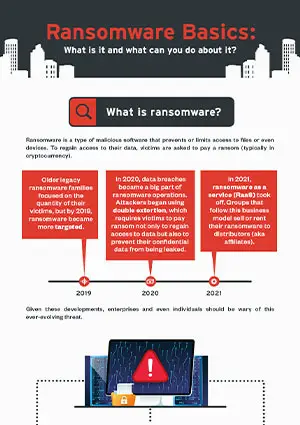 Ransomware Basics:
What is it and what can you do about it?
What is ransomware?
Ransomware is a type of malicious software that prevents or limits access to files or even
devices. To regain access to their data, victims are asked to pay a ransom (typically in
cryptocurrency).
Older legacy
ransomware families
focused on the
quantity of their
victims, but by 2019,
ransomware became
more targeted.
In 2020, data breaches
became a big part of
ransomware operations.
Attackers began using
double extortion, which
requires victims to pay
ransom not only to regain
access to data but also to
prevent their confidential
data from being leaked.
In 2021,
ransomware as a
service (RaaS) took
off. Groups that
follow this business
model sell or rent
their ransomware to
distributors (aka
affiliates).
2019
2020
2021
Given these developments, enterprises and even individuals should be wary of this
ever-evolving threat.